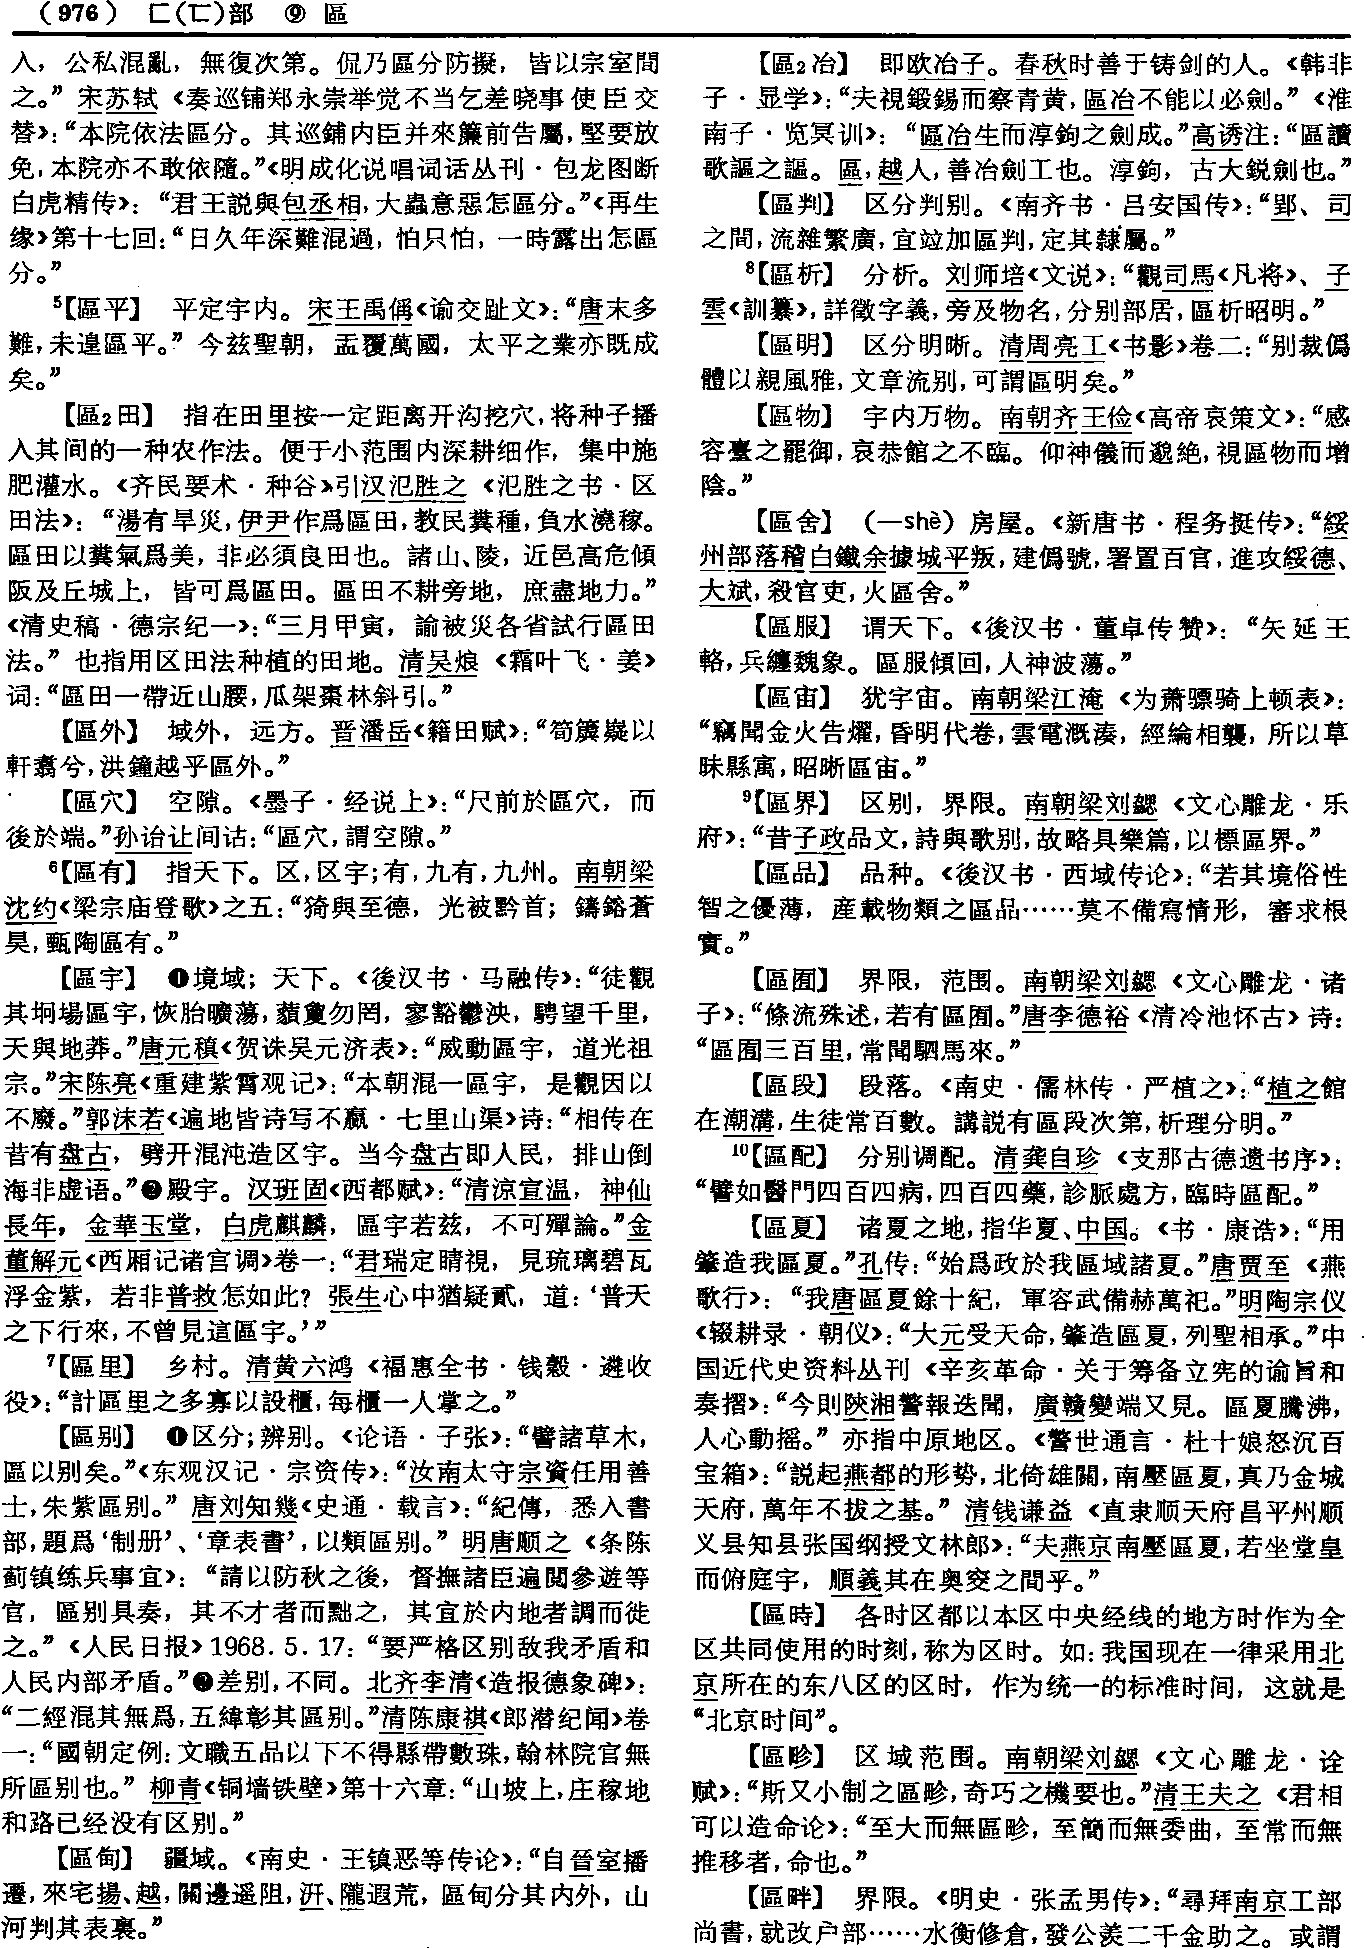 （976） 匚(匸)部 ⑨ 區
入，公私混亂，無復次第。侃乃區分防擬，皆以宗室間
之。”宋苏轼《奏巡铺郑永崇举觉不当乞差晓事使臣交
替》：“本院依法區分。其巡鋪内臣并來簾前告屬，堅要放
免，本院亦不敢依隨。”《明成化说唱词话丛刊·包龙图断
白虎精传》：“君王説與包丞相，大蟲意惡怎區分。”《再生
缘》第十七回：“日久年深難混過，怕只怕，一時露出怎區
分。”
⁵【區平】 平定宇内。宋王禹偁《谕交趾文》：“唐末多
難，未遑區平。”今兹聖朝，盂覆萬國，太平之業亦既成
矣。”
【區₂田】 指在田里按一定距离开沟挖穴，将种子播
入其间的一种农作法。便于小范围内深耕细作，集中施
肥灌水。《齐民要术·种谷》引汉氾胜之《氾胜之书·区
田法》：“湯有旱災，伊尹作爲區田，教民糞種，負水澆稼。
區田以糞氣爲美，非必須良田也。諸山、陵，近邑高危傾
阪及丘城上，皆可爲區田。區田不耕旁地，庶盡地力。”
《清史稿·德宗纪一》：“三月甲寅，諭被災各省試行區田
法。”也指用区田法种植的田地。清吴烺《霜叶飞·姜》
词：“區田一帶近山腰，瓜架棗林斜引。”
【區外】 域外，远方。晋潘岳《籍田赋》：“筍簴嶷以
軒翥兮，洪鐘越乎區外。”
【區穴】 空隙。《墨子·经说上》：“尺前於區穴，而
後於端。”孙诒让间诂：“區穴，謂空隙。”
⁶【區有】 指天下。区，区字；有，九有，九州。南朝梁
沈约《梁宗庙登歌》之五：“猗與至德，光被黔首；鑄鎔蒼
昊，甄陶區有。”
【區宇】 ❶境域；天下。《後汉书·马融传》：“徒觀
其坰場區宇，恢胎曠蕩，藐敻勿罔，寥豁鬱泱，騁望千里，
天與地莽。”唐元稹《贺诛吴元济表》：“威動區宇，道光祖
宗。”宋陈亮《重建紫霄观记》：“本朝混一區宇，是觀因以
不廢。”郭沫若《遍地皆诗写不赢·七里山渠》诗：“相传在
昔有盘古，劈开混沌造区宇。当今盘古即人民，排山倒
海非虚语。”❷殿宇。汉班固《西都赋》：“清涼宣温，神仙
長年，金華玉堂，白虎麒麟，區宇若兹，不可殫論。”金
董解元《西厢记诸宫调》卷一：“君瑞定睛視，見琉璃碧瓦
浮金紫，若非普救怎如此？張生心中猶疑貳，道：‘普天
之下行來，不曾見這區宇。’”
⁷【區里】 乡村。清黄六鸿《福惠全书·钱穀·遴收
役》：“計區里之多寡以設櫃，每櫃一人掌之。”
【區别】 ❶区分；辨别。《论语·子张》：“譬諸草木，
區以别矣。”《东观汉记·宗资传》：“汝南太守宗資任用善
士，朱紫區别。”唐刘知幾《史通·载言》：“紀傳，悉入書
部，題爲‘制册’、‘章表書’，以類區别。”明唐顺之《条陈
蓟镇练兵事宜》：“請以防秋之後，督撫諸臣遍閲參遊等
官，區别具奏，其不才者而黜之，其宜於内地者調而徙
之。”《人民日报》1968.5.17：“要严格区别敌我矛盾和
人民内部矛盾。”❷差别，不同。北齐李清《造报德象碑》：
“二經混其無爲，五緯彰其區别。”清陈康祺《郎潜纪闻》卷
一：“國朝定例：文職五品以下不得縣帶數珠，翰林院官無
所區别也。”柳青《铜墙铁壁》第十六章：“山坡上，庄稼地
和路已经没有区别。”
【區甸】 疆域。《南史·王镇恶等传论》：“自晉室播
遷，來宅揚、越，關邊遥阻，汧、隴遐荒，區甸分其内外，山
河判其表裏。”
【區₂冶】 即欧冶子。春秋时善于铸剑的人。《韩非
子·显学》：“夫視鍛錫而察青黄，區冶不能以必劍。”《淮
南子·览冥训》：“區冶生而淳鉤之劍成。”高诱注：“區讀
歌謳之謳。區，越人，善冶劍工也。淳鉤，古大鋭劍也。”
【區判】 区分判别。《南齐书·吕安国传》：“郢、司
之間，流雜繁廣，宜竝加區判，定其隸屬。”
⁸【區析】 分析。刘师培《文说》：“觀司馬《凡将》、子
雲《訓纂》，詳徵字義，旁及物名，分别部居，區析昭明。”
【區明】 区分明晰。清周亮工《书影》卷二：“别裁僞
體以親風雅，文章流别，可謂區明矣。”
【區物】 宇内万物。南朝齐王俭《高帝哀策文》：“感
容臺之罷御，哀恭館之不臨。仰神儀而邈絶，視區物而增
陰。”
【區舍】 （—shè）房屋。《新唐书·程务挺传》：“綏
州部落稽白鐵余據城平叛，建僞號，署置百官，進攻綏德、
大斌，殺官吏，火區舍。”
【區服】 谓天下。《後汉书·董卓传赞》：“矢延王
輅，兵纏魏象。區服傾回，人神波蕩。”
【區宙】 犹宇宙。南朝梁江淹《为萧骠骑上顿表》：
“竊聞金火告燿，昏明代卷，雲電溉湊，經綸相襲，所以草
昧縣寓，昭晰區宙。”
⁹【區界】 区别，界限。南朝梁刘勰《文心雕龙·乐
府》：“昔子政品文，詩與歌别，故略具樂篇，以標區界。”
【區品】 品种。《後汉书·西域传论》：“若其境俗性
智之優薄，産載物類之區品……莫不備寫情形，審求根
實。”
【區囿】 界限，范围。南朝梁刘勰《文心雕龙·诸
子》：“條流殊述，若有區囿。”唐李德裕《清冷池怀古》诗：
“區囿三百里，常聞駟馬來。”
【區段】 段落。《南史·儒林传·严植之》：“植之館
在潮溝，生徒常百數。講説有區段次第，析理分明。”
¹⁰【區配】 分别调配。清龚自珍《支那古德遗书序》：
“譬如醫門四百四病，四百四藥，診脈處方，臨時區配。”
【區夏】 诸夏之地，指华夏、中国。《书·康诰》：“用
肇造我區夏。”孔传：“始爲政於我區域諸夏。”唐贾至《燕
歌行》：“我唐區夏餘十紀，軍容武備赫萬祀。”明陶宗仪
《辍耕录·朝仪》：“大元受天命，肇造區夏，列聖相承。”中
国近代史资料丛刊《辛亥革命·关于筹备立宪的谕旨和
奏摺》：“今則陝湘警報迭聞，廣贛變端又見。區夏騰沸，
人心動摇。”亦指中原地区。《警世通言·杜十娘怒沉百
宝箱》：“説起燕都的形势，北倚雄關，南壓區夏，真乃金城
天府，萬年不拔之基。”清钱谦益《直隶顺天府昌平州顺
义县知县张国纲授文林郎》：“夫燕京南壓區夏，若坐堂皇
而俯庭宇，順義其在奥窔之間乎。”
【區時】 各时区都以本区中央经线的地方时作为全
区共同使用的时刻，称为区时。如：我国现在一律采用北
京所在的东八区的区时，作为统一的标准时间，这就是
“北京时间”。
【區畛】 区域范围。南朝梁刘勰《文心雕龙·诠
赋》：“斯又小制之區畛，奇巧之機要也。”清王夫之《君相
可以造命论》：“至大而無區畛，至簡而無委曲，至常而無
推移者，命也。”
【區畔】 界限。《明史·张孟男传》：“尋拜南京工部
尚書，就改户部……水衡修倉，發公羨二千金助之。或謂